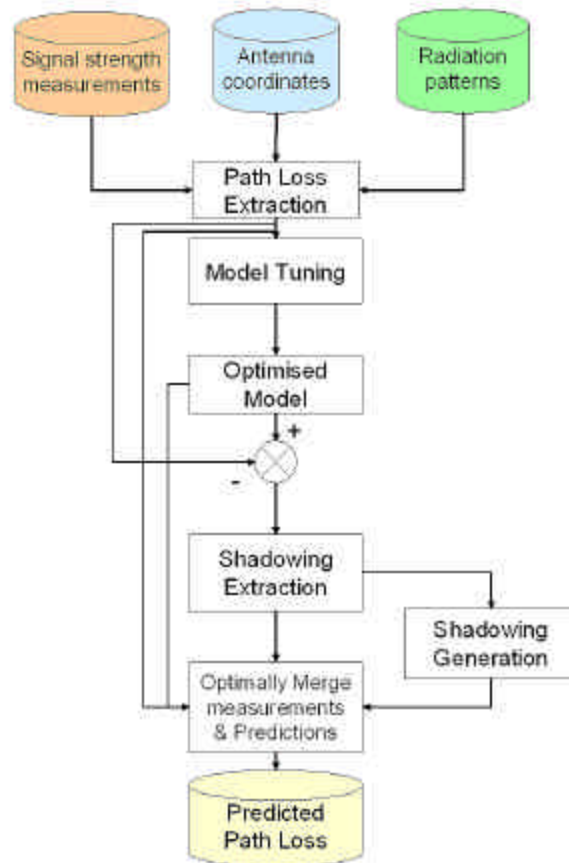 Signal strength
measurements
Antenna
coordinates
Radiation
patterns
Path Loss
Extraction
Model Tuning
Optimised
Model
+
-
Shadowing
Extraction
Shadowing
Generation
Optimally Merge
measurements
& Predictions
Predicted
Path Loss